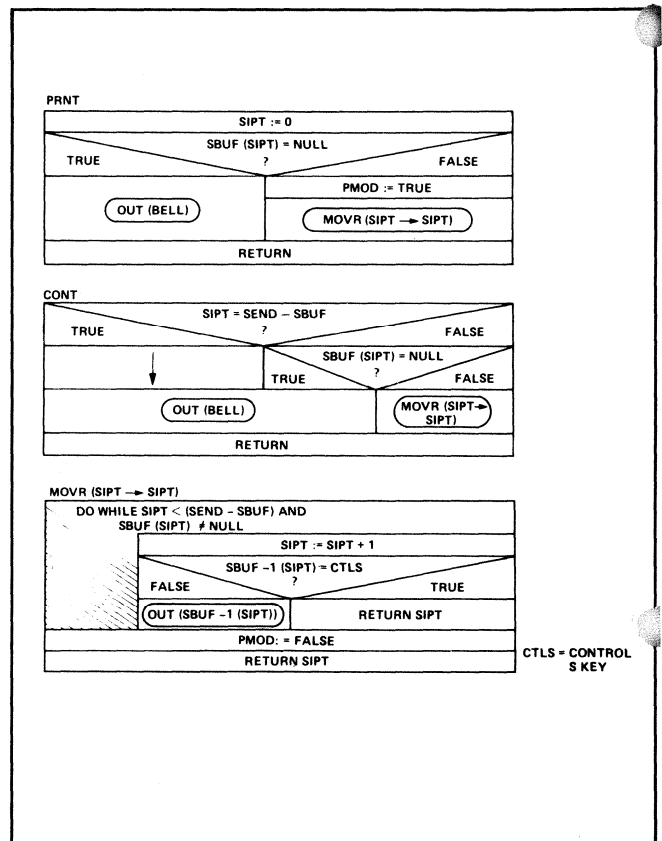 PRNT
SIPT := 0
SBUF (SIPT) = NULL
TRUE ? FALSE
PMOD := TRUE
OUT (BELL)
MOVR (SIPT → SIPT)
RETURN
CONT
SIPT = SEND – SBUF
TRUE ? FALSE
SBUF (SIPT) = NULL
TRUE ? FALSE
OUT (BELL)
MOVR (SIPT→
SIPT)
RETURN
MOVR (SIPT → SIPT)
DO WHILE SIPT < (SEND – SBUF) AND
SBUF (SIPT) ≠ NULL
SIPT := SIPT + 1
SBUF –1 (SIPT) = CTLS
FALSE ? TRUE
OUT (SBUF –1 (SIPT))
RETURN SIPT
PMOD: = FALSE
RETURN SIPT
CTLS = CONTROL
S KEY